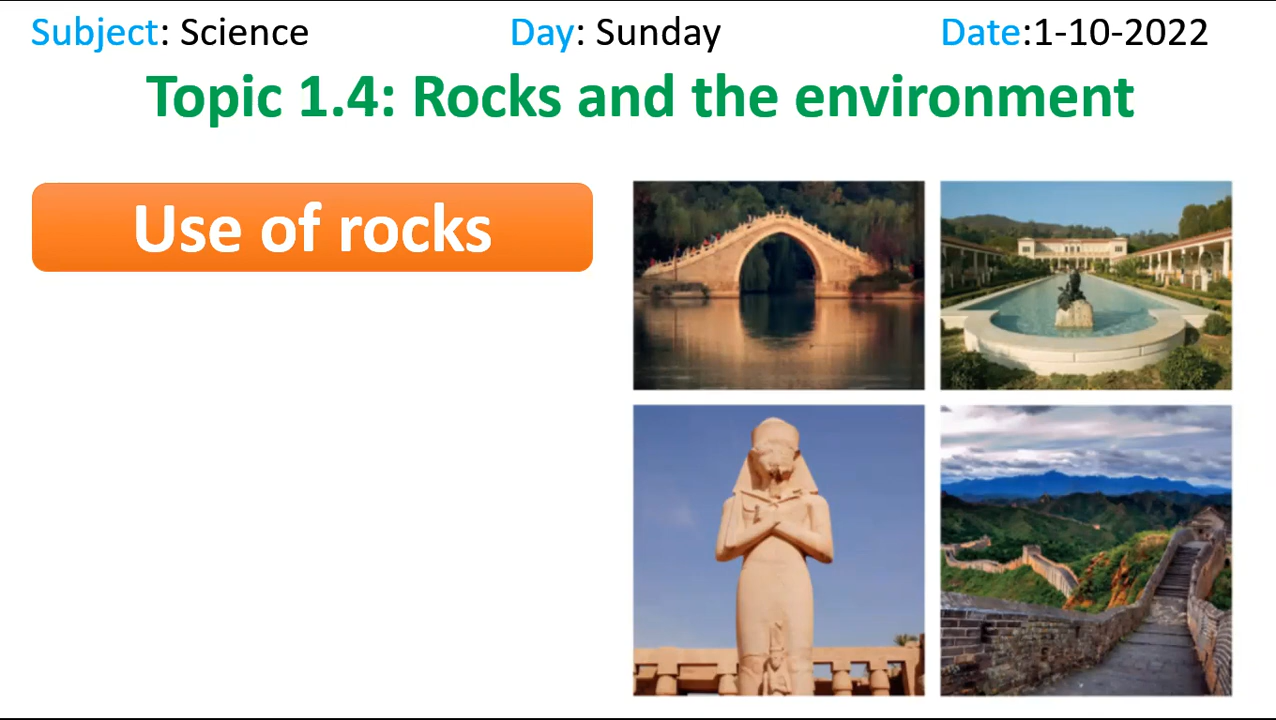 Subject: Science Day: Sunday Date:1-10-2022
Topic 1.4: Rocks and the environment
Use of rocks